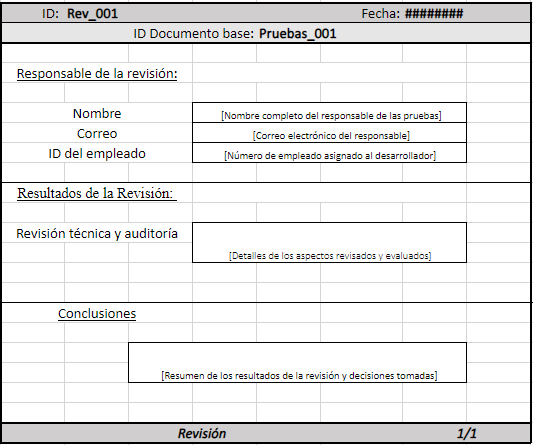 ID: Rev_001 Fecha: ########
ID Documento base: Pruebas_001
Responsable de la revisión:
Nombre [Nombre completo del responsable de las pruebas]
Correo [Correo electrónico del responsable]
ID del empleado [Número de empleado asignado al desarrollador]
Resultados de la Revisión:
Revisión técnica y auditoría
[Detalles de los aspectos revisados y evaluados]
Conclusiones
[Resumen de los resultados de la revisión y decisiones tomadas]
Revisión 1/1